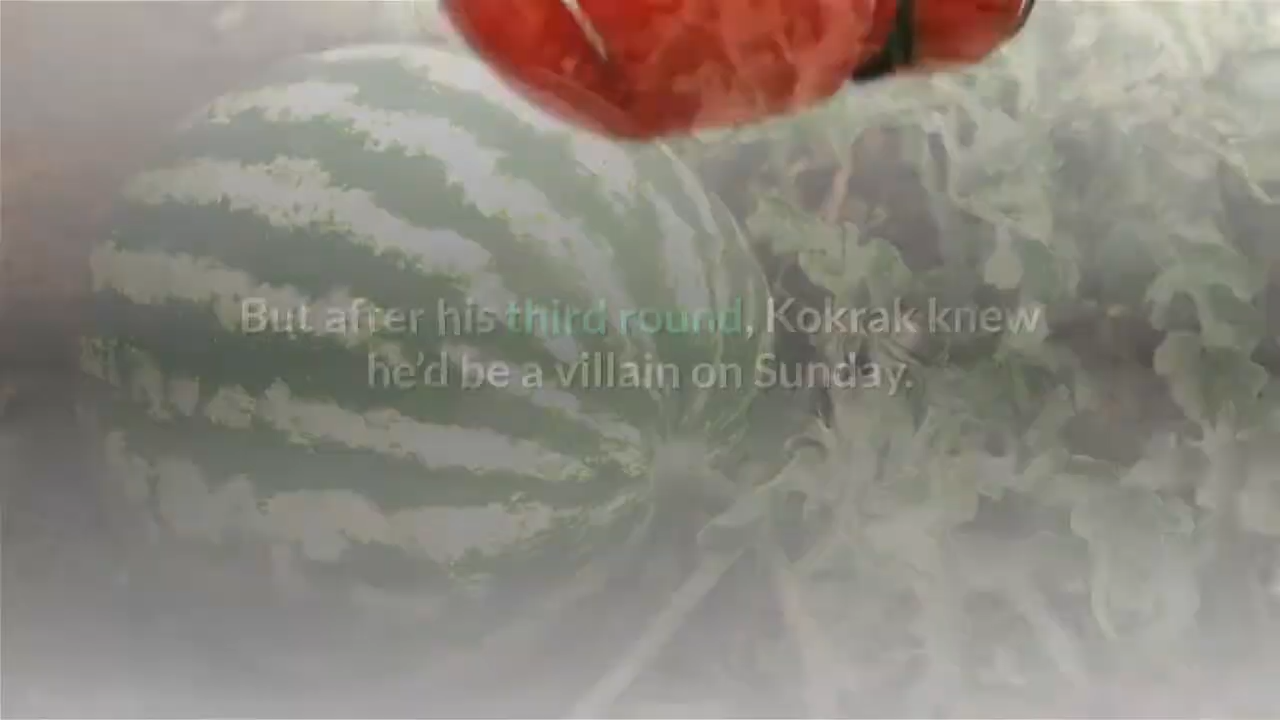 But after his third round, Kokrak knew
he'd be a villain on Sunday.